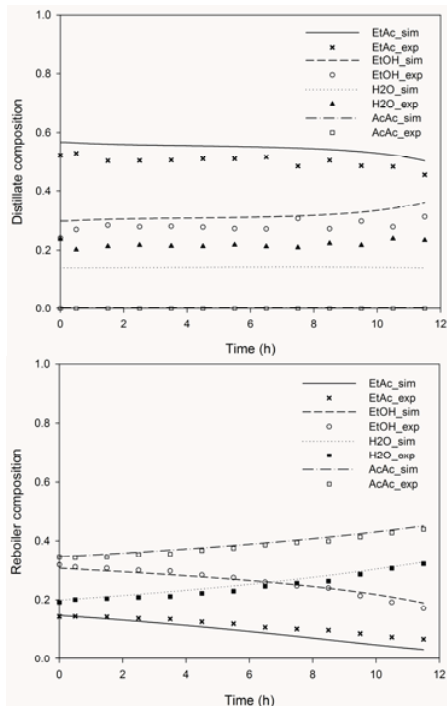 1.0
0.8
0.6
0.4
0.2
0.0
Distillate composition
EtAc_sim
EtAc_exp
EtOH_sim
EtOH_exp
H2O_sim
H2O_exp
AcAc_sim
AcAc_exp
0 2 4 6 8 10 12
Time (h)
1.0
0.8
0.6
0.4
0.2
0.0
Reboiler composition
EtAc_sim
EtAc_exp
EtOH_sim
EtOH_exp
H2O_sim
H2O_exp
AcAc_sim
AcAc_exp
0 2 4 6 8 10 12
Time (h)